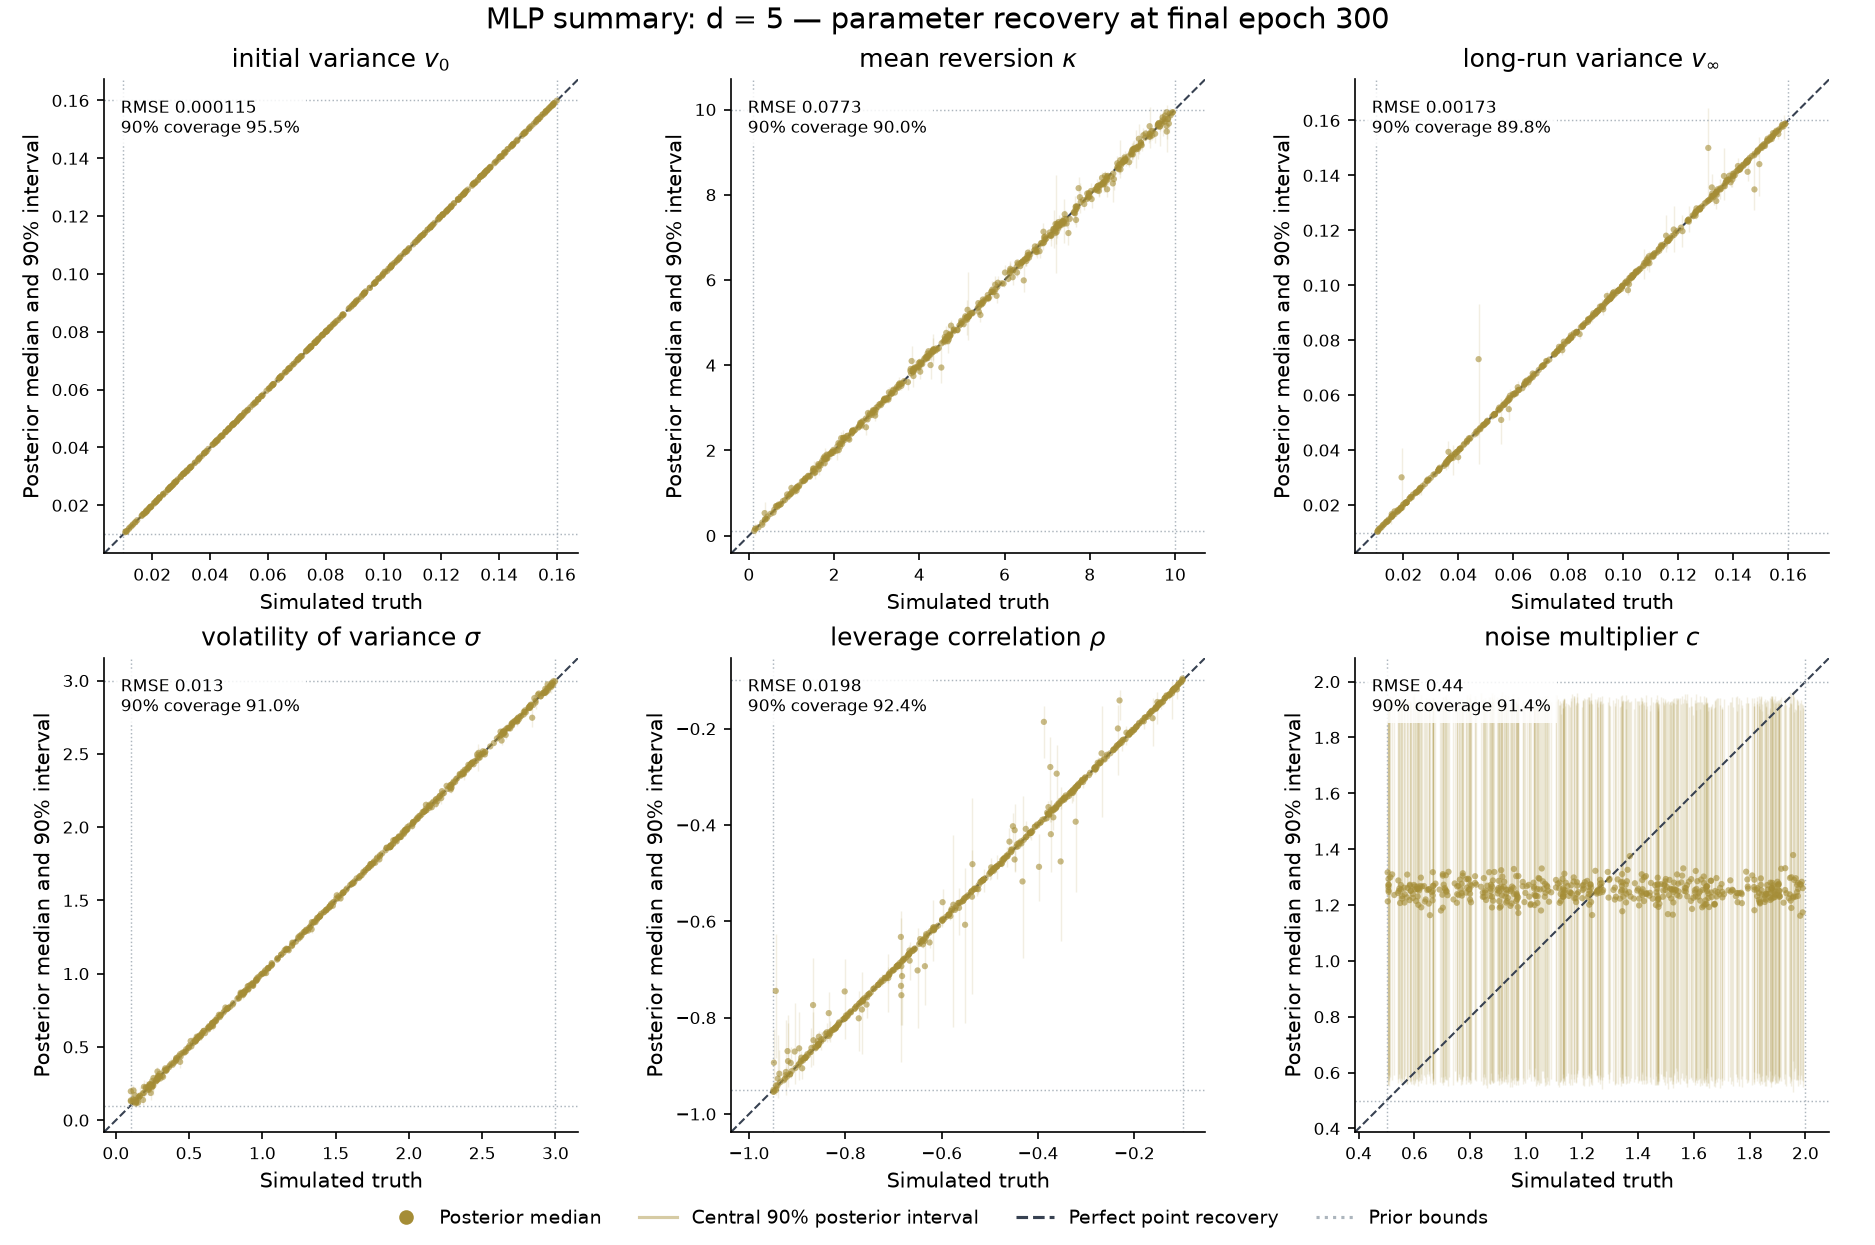 MLP summary: d = 5 — parameter recovery at final epoch 300
initial variance v₀
RMSE 0.000115
90% coverage 95.5%
Posterior median and 90% interval
0.16
0.14
0.12
0.10
0.08
0.06
0.04
0.02
0.02 0.04 0.06 0.08 0.10 0.12 0.14 0.16
Simulated truth
mean reversion κ
RMSE 0.0773
90% coverage 90.0%
Posterior median and 90% interval
10
8
6
4
2
0
0 2 4 6 8 10
Simulated truth
long-run variance v∞
RMSE 0.00173
90% coverage 89.8%
Posterior median and 90% interval
0.16
0.14
0.12
0.10
0.08
0.06
0.04
0.02
0.02 0.04 0.06 0.08 0.10 0.12 0.14 0.16
Simulated truth
volatility of variance σ
RMSE 0.013
90% coverage 91.0%
Posterior median and 90% interval
3.0
2.5
2.0
1.5
1.0
0.5
0.0
0.0 0.5 1.0 1.5 2.0 2.5 3.0
Simulated truth
leverage correlation ρ
RMSE 0.0198
90% coverage 92.4%
Posterior median and 90% interval
−0.2
−0.4
−0.6
−0.8
−1.0
−1.0 −0.8 −0.6 −0.4 −0.2
Simulated truth
noise multiplier c
RMSE 0.44
90% coverage 91.4%
Posterior median and 90% interval
2.0
1.8
1.6
1.4
1.2
1.0
0.8
0.6
0.4
0.4 0.6 0.8 1.0 1.2 1.4 1.6 1.8 2.0
Simulated truth
Posterior median Central 90% posterior interval Perfect point recovery Prior bounds